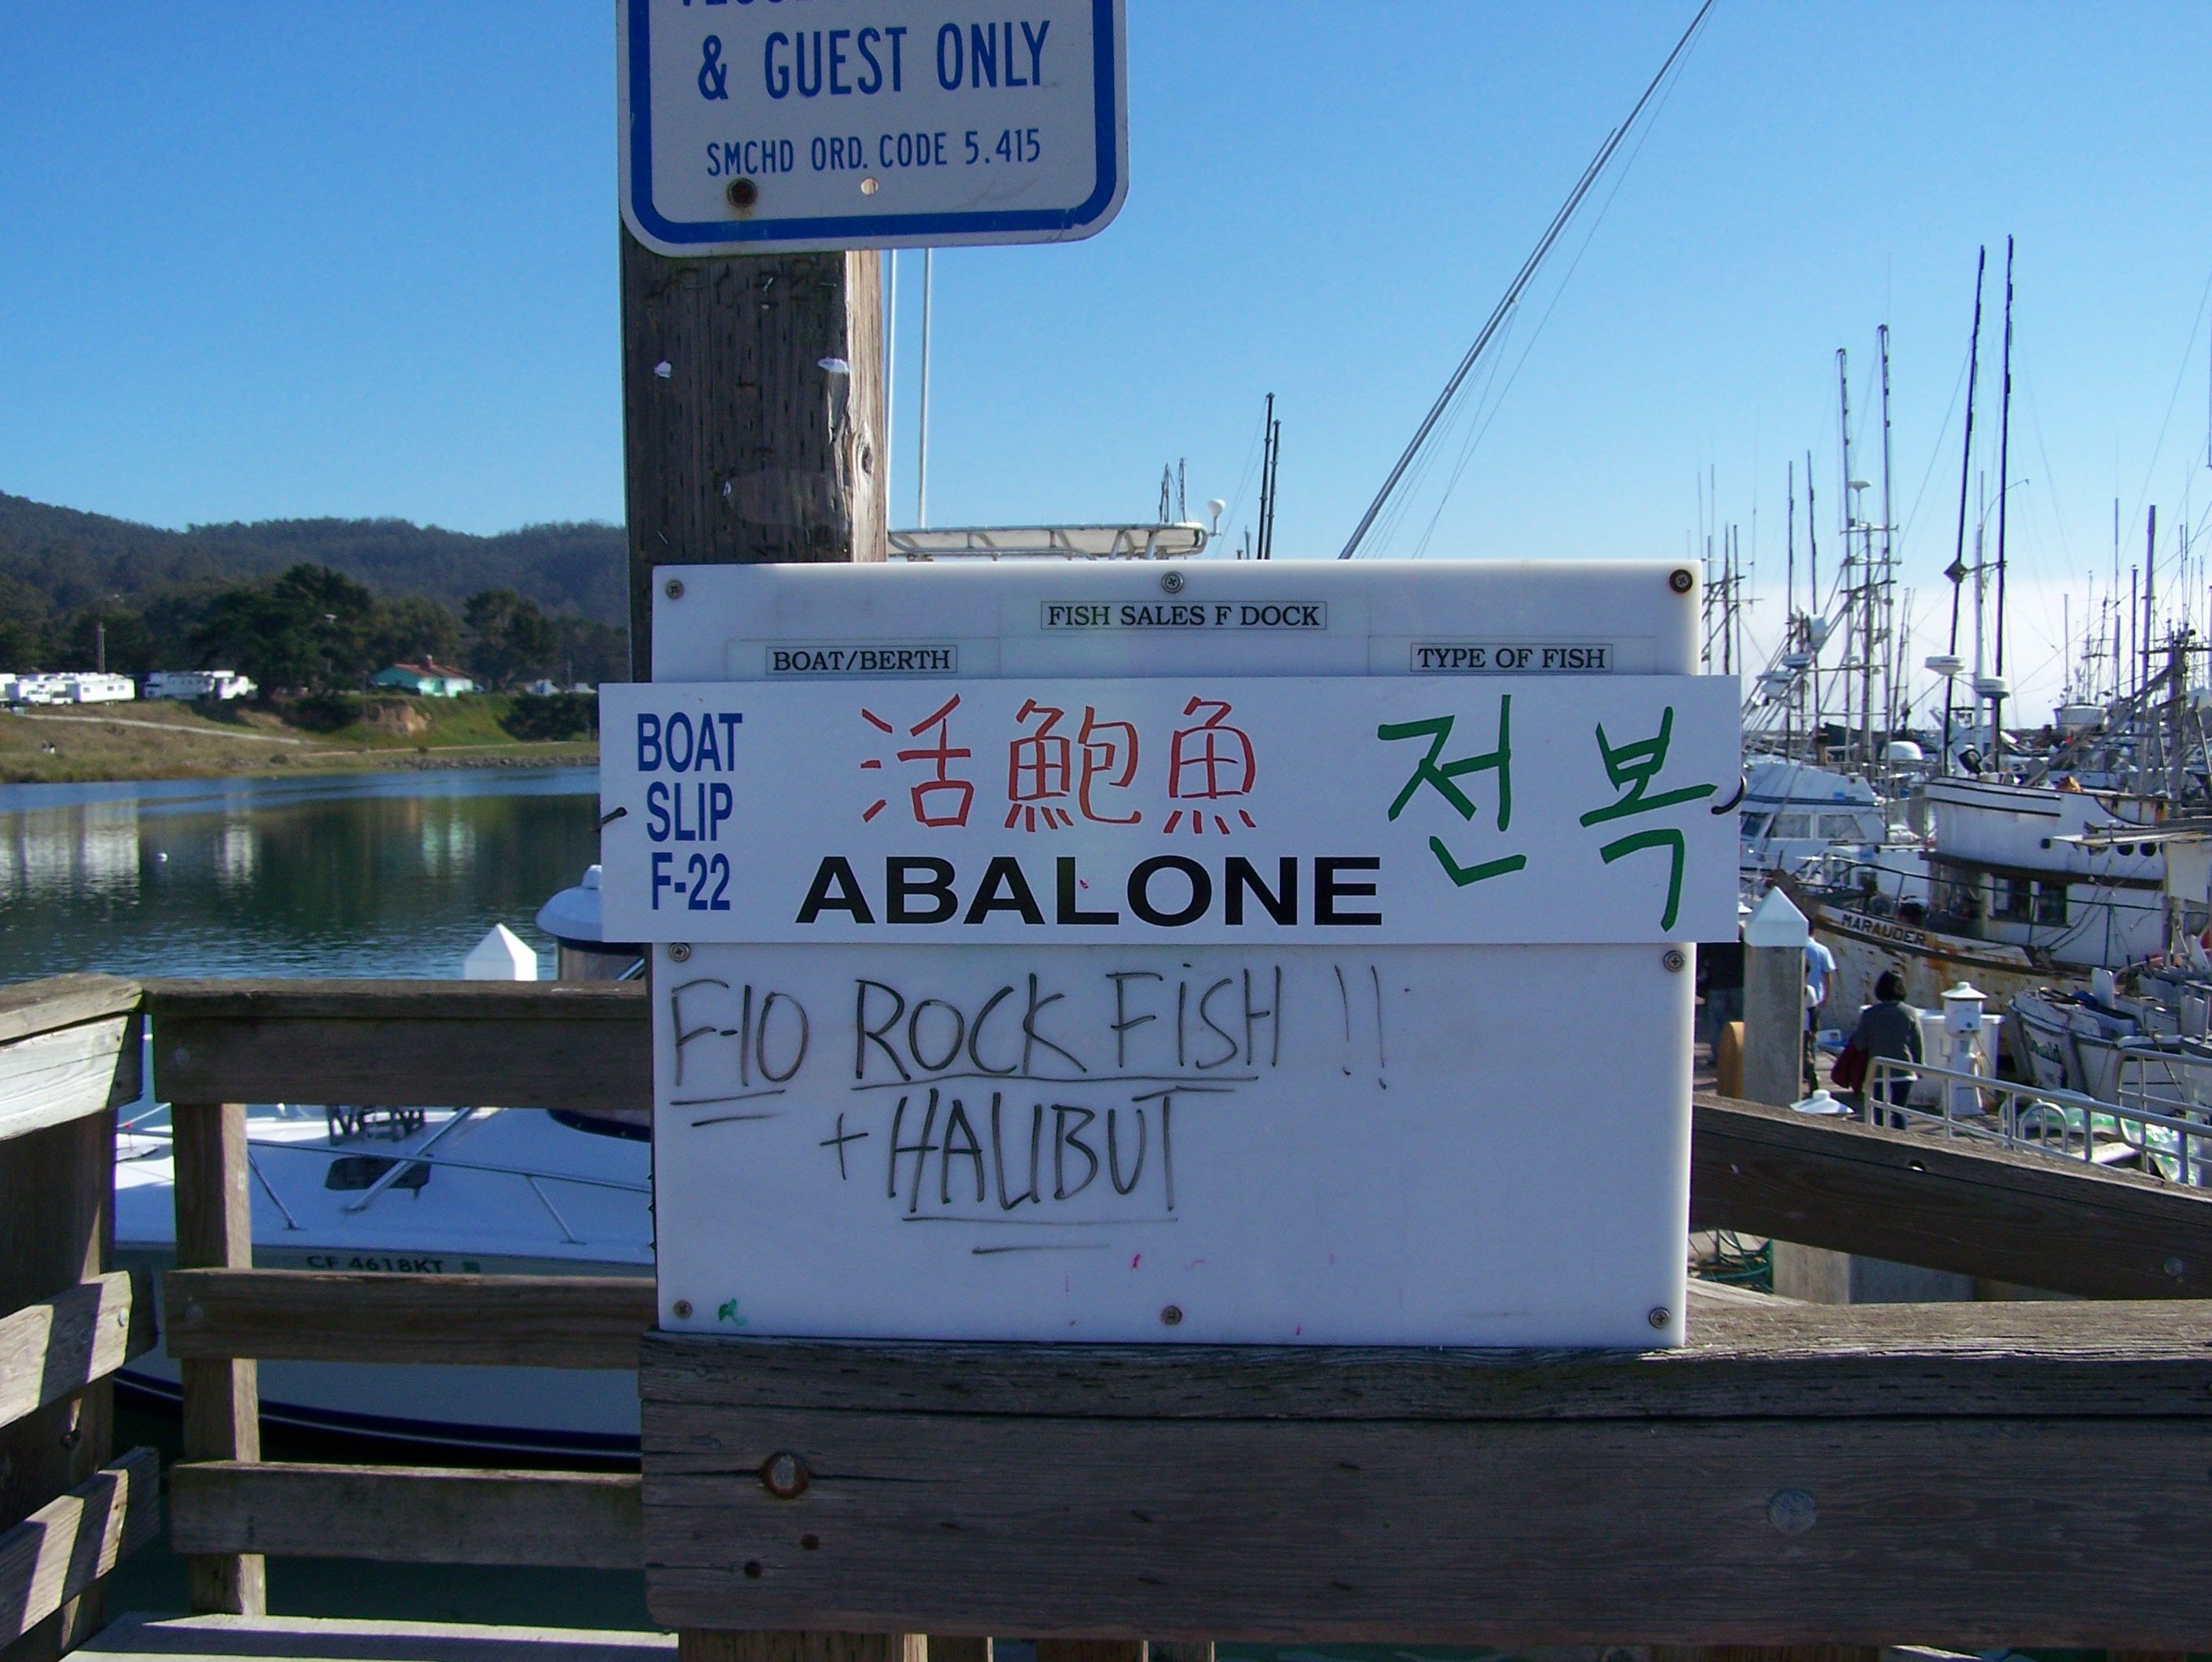 & GUEST ONLY
SMCHD ORD. CODE 5.415
FISH SALES F DOCK
BOAT/BERTH
TYPE OF FISH
BOAT
SLIP
F-22
活鮑魚
ABALONE
전복
F-10 ROCK FISH !!
+ HALIBUT
MARAUDER
CF 4618KT